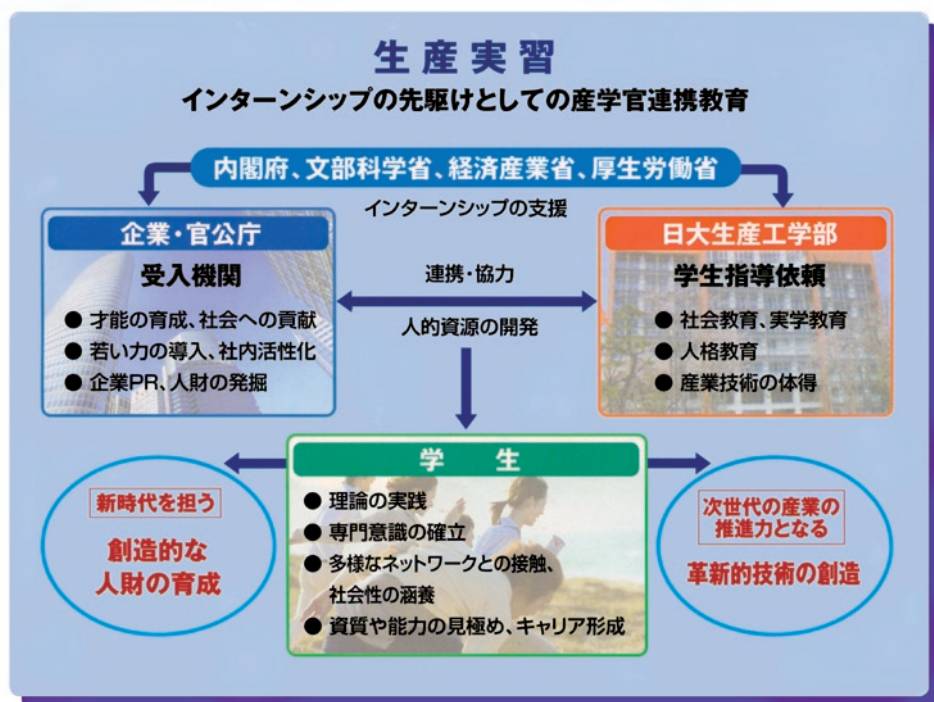 生産実習
インターンシップの先駆けとしての産学官連携教育
内閣府、文部科学省、経済産業省、厚生労働省
インターンシップの支援
企業・官公庁
受入機関
● 才能の育成、社会への貢献
● 若い力の導入、社内活性化
● 企業PR、人財の発掘
連携・協力
人的資源の開発
日大生産工学部
学生指導依頼
● 社会教育、実学教育
● 人格教育
● 産業技術の体得
学 生
● 理論の実践
● 専門意識の確立
● 多様なネットワークとの接触、
社会性の涵養
● 資質や能力の見極め、キャリア形成
新時代を担う
創造的な
人財の育成
次世代の産業の
推進力となる
革新的技術の創造